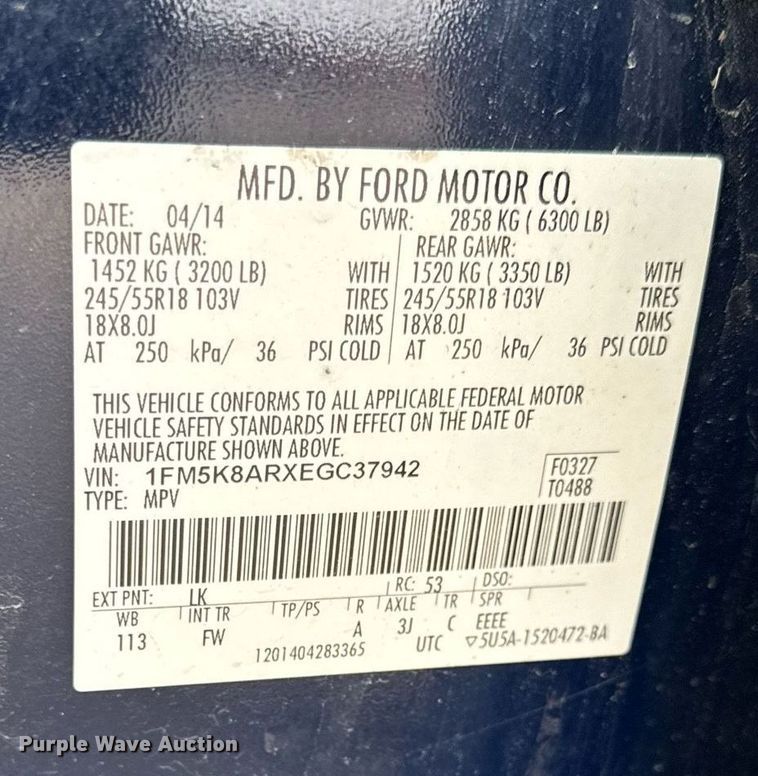 MFD. BY FORD MOTOR CO.
DATE: 04/14 GVWR: 2858 KG ( 6300 LB)
FRONT GAWR: REAR GAWR:
1452 KG ( 3200 LB) WITH 1520 KG ( 3350 LB) WITH
245/55R18 103V TIRES 245/55R18 103V TIRES
18X8.0J RIMS 18X8.0J RIMS
AT 250 kPa/ 36 PSI COLD AT 250 kPa/ 36 PSI COLD
THIS VEHICLE CONFORMS TO ALL APPLICABLE FEDERAL MOTOR
VEHICLE SAFETY STANDARDS IN EFFECT ON THE DATE OF
MANUFACTURE SHOWN ABOVE.
VIN: 1FM5K8ARXEGC37942 F0327
TYPE: MPV T0488
EXT PNT: LK RC: 53 DSO:
WB INT TR TP/PS R AXLE TR SPR
113 FW A 3J C EEEE
1201404283365 UTC ▽5U5A-1520472-BA
Purple Wave Auction